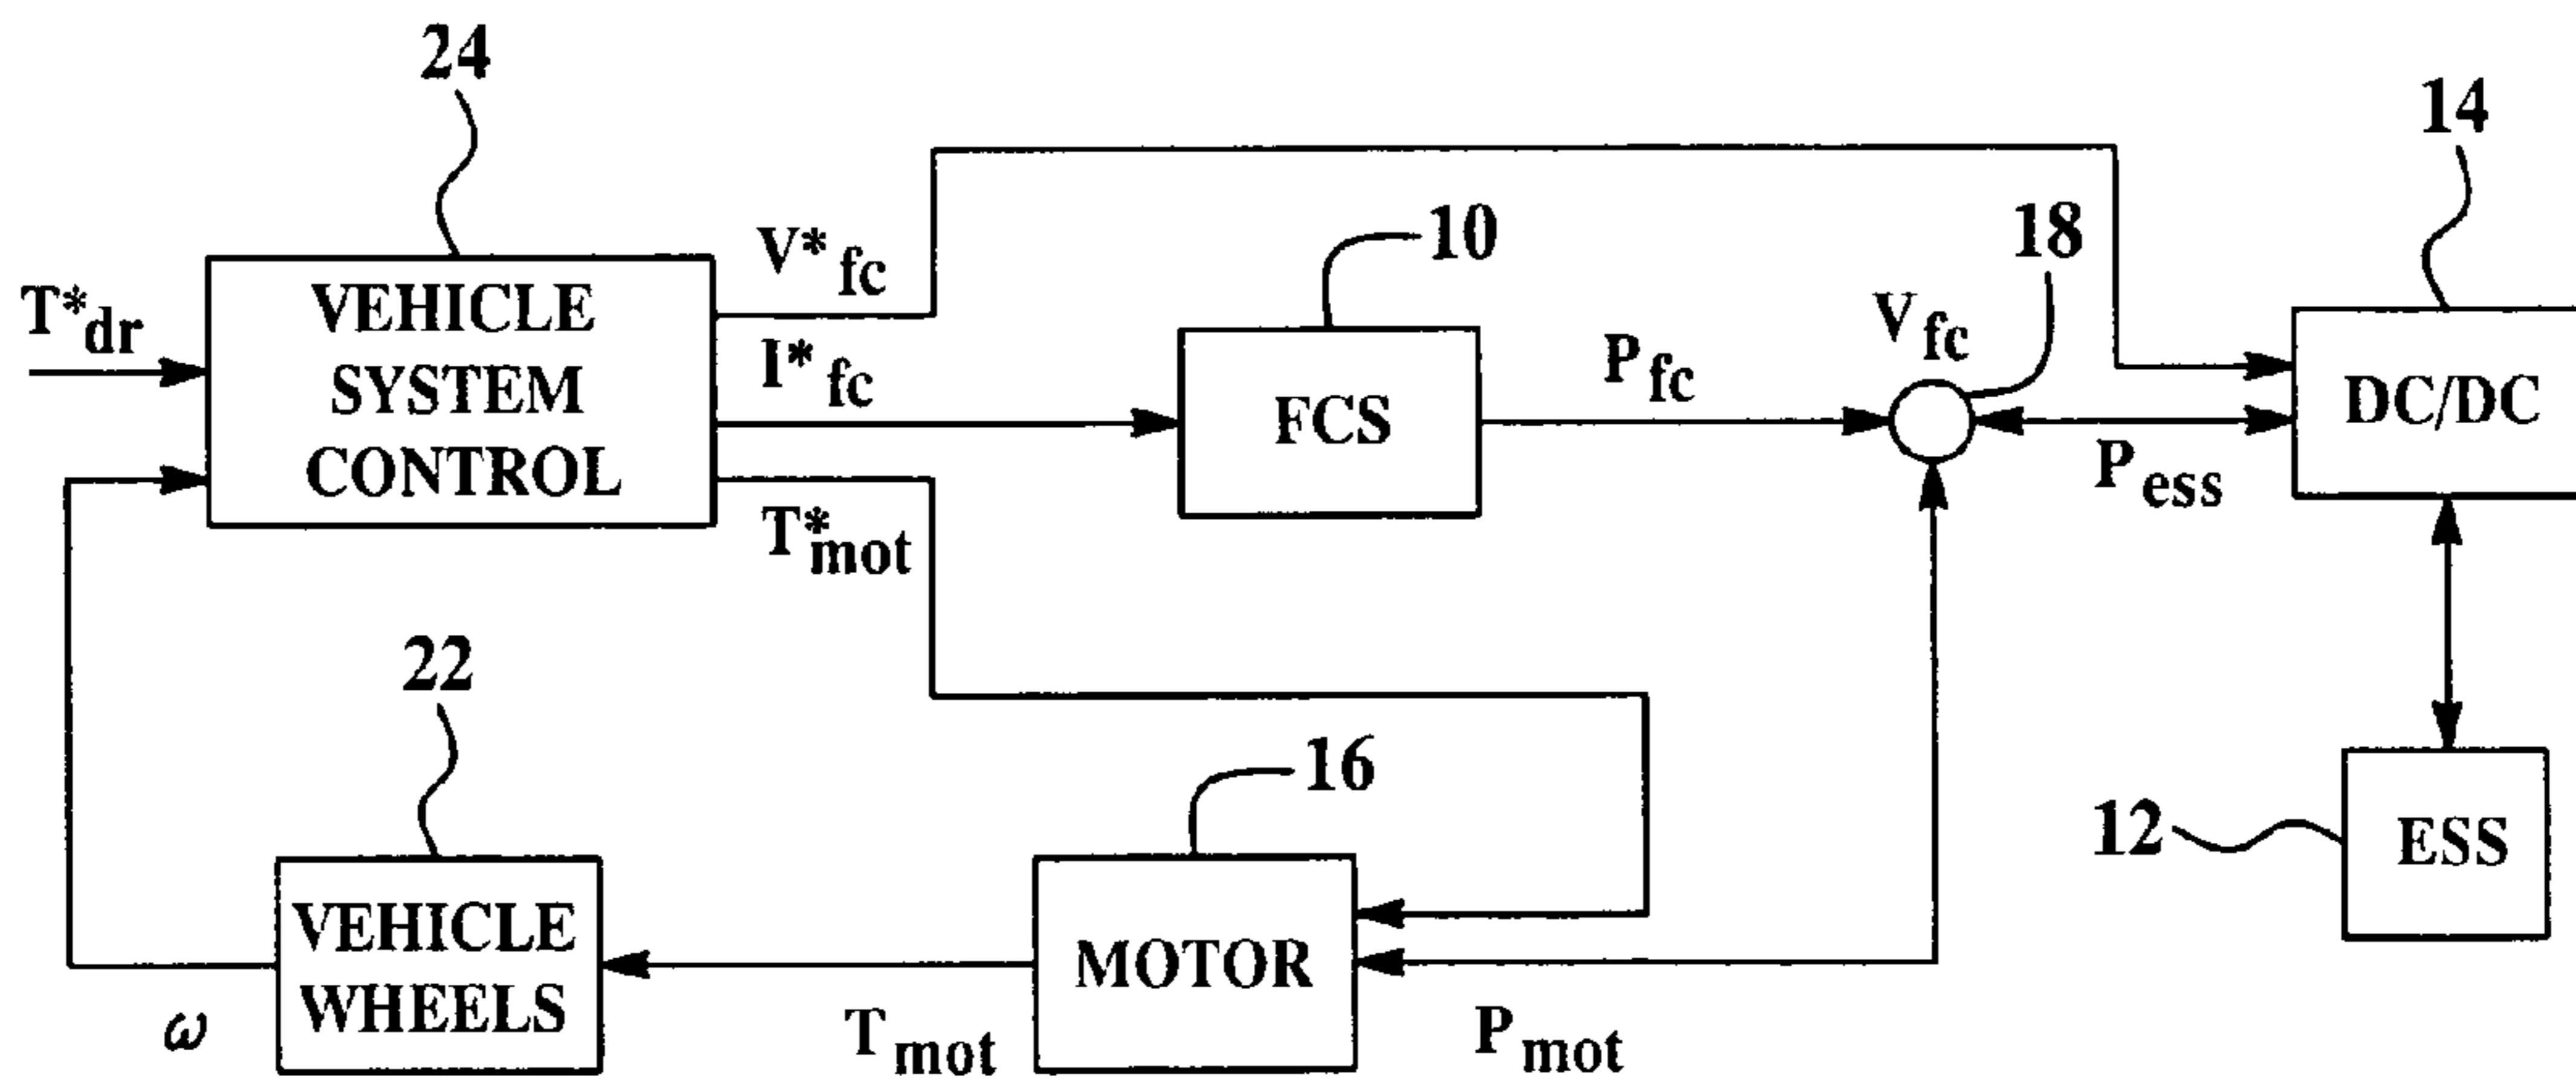 24
14
T*dr
VEHICLE
SYSTEM
CONTROL
V*fc
I*fc
T*mot
10
FCS
Pfc
Vfc
18
Pess
DC/DC
22
16
12
ESS
VEHICLE
WHEELS
MOTOR
ω
Tmot
Pmot